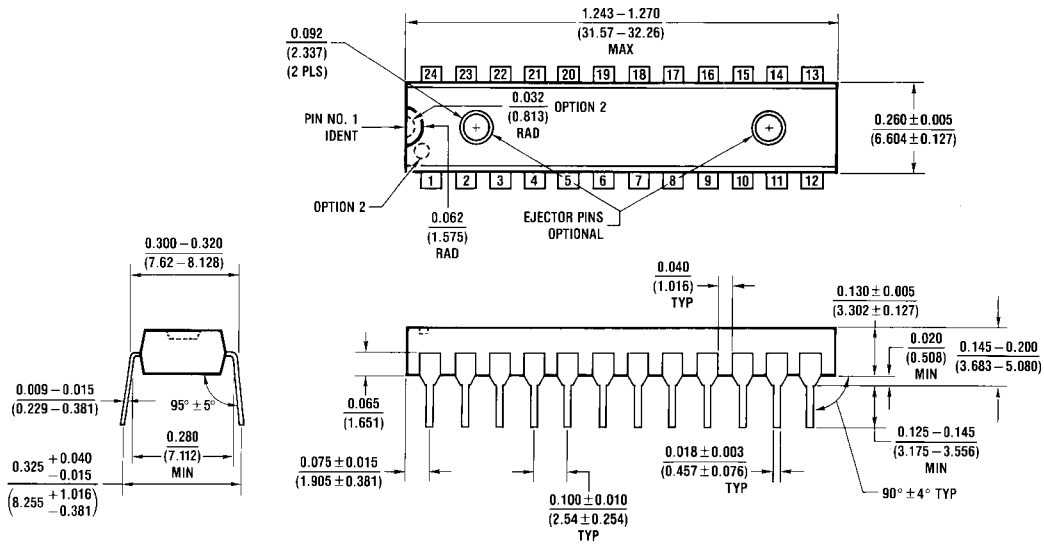 1.243 – 1.270
(31.57 – 32.26)
MAX
0.092
(2.337)
(2 PLS)
24 23 22 21 20 19 18 17 16 15 14 13
0.032
(0.813)
RAD
OPTION 2
PIN NO. 1
IDENT
0.260 ± 0.005
(6.604 ± 0.127)
1 2 3 4 5 6 7 8 9 10 11 12
OPTION 2
0.062
(1.575)
RAD
EJECTOR PINS
OPTIONAL
0.300 – 0.320
(7.62 – 8.128)
0.040
(1.016)
TYP
0.130 ± 0.005
(3.302 ± 0.127)
0.020
(0.508)
MIN
0.145 – 0.200
(3.683 – 5.080)
0.009 – 0.015
(0.229 – 0.381)
95° ± 5°
0.065
(1.651)
0.280
(7.112)
MIN
0.125 – 0.145
(3.175 – 3.556)
MIN
0.325 +0.040
−0.015
(8.255 +1.016
−0.381)
0.075 ± 0.015
(1.905 ± 0.381)
0.018 ± 0.003
(0.457 ± 0.076)
TYP
0.100 ± 0.010
(2.54 ± 0.254)
TYP
90° ± 4° TYP